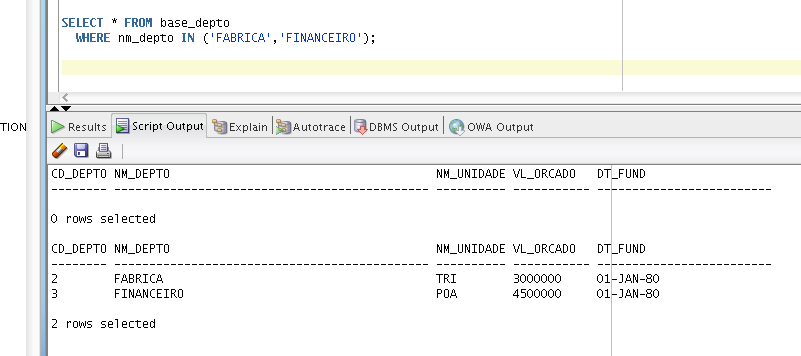 SELECT * FROM base_depto
WHERE nm_depto IN ('FABRICA','FINANCEIRO');
TION
Results Script Output Explain Autotrace DBMS Output OWA Output
CD_DEPTO NM_DEPTO NM_UNIDADE VL_ORCADO DT_FUND
-------- --------------------------------------------- ---------- ----------- -------------------------
0 rows selected
CD_DEPTO NM_DEPTO NM_UNIDADE VL_ORCADO DT_FUND
-------- --------------------------------------------- ---------- ----------- -------------------------
2 FABRICA TRI 3000000 01-JAN-80
3 FINANCEIRO POA 4500000 01-JAN-80
2 rows selected